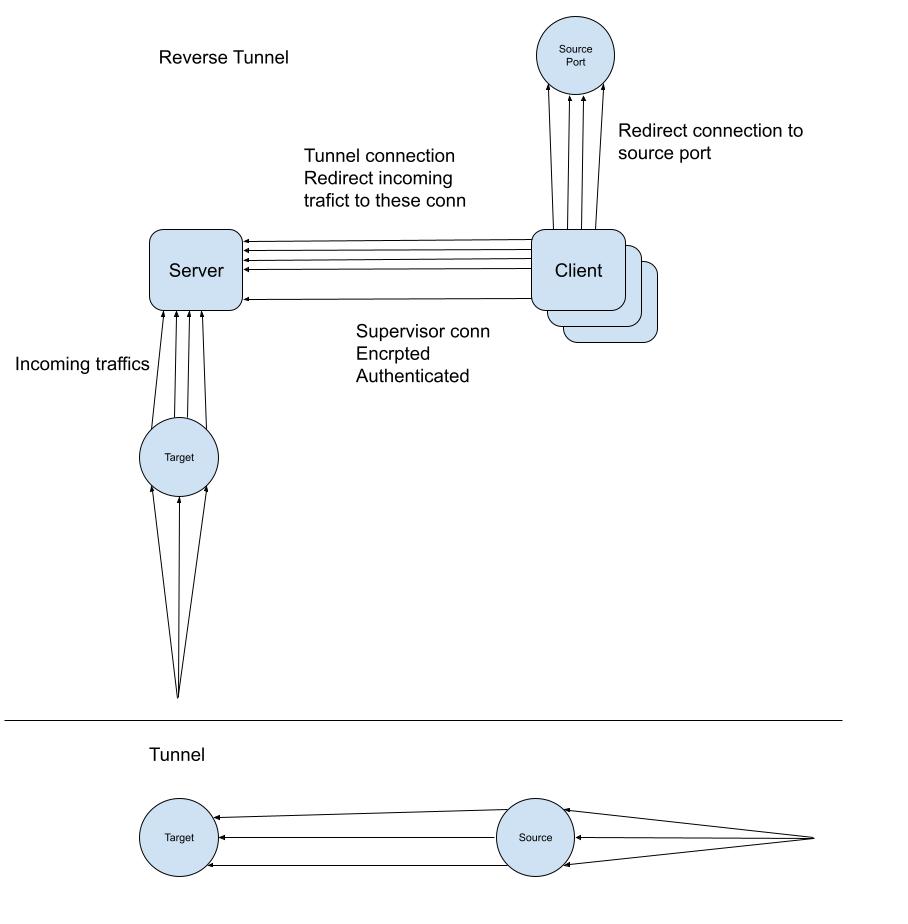 Reverse Tunnel
Source
Port
Redirect connection to
source port
Tunnel connection
Redirect incoming
trafict to these conn
Server
Client
Supervisor conn
Encrpted
Authenticated
Incoming traffics
Target
Tunnel
Target
Source